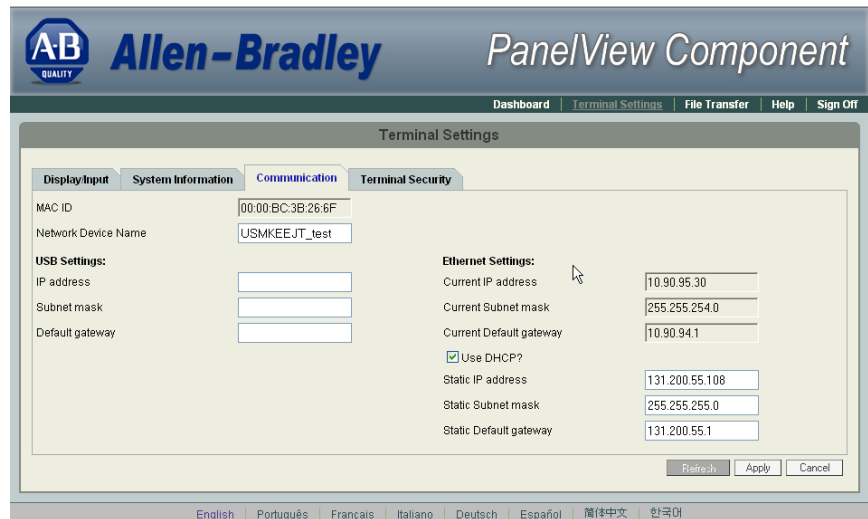 A·B
QUALITY
Allen-Bradley
PanelView Component
Dashboard | Terminal Settings | File Transfer | Help | Sign Off
Terminal Settings
Display/Input System Information Communication Terminal Security
MAC ID 00:00:BC:3B:26:6F
Network Device Name USMKEEJT_test
USB Settings: Ethernet Settings:
IP address Current IP address 10.90.95.30
Subnet mask Current Subnet mask 255.255.254.0
Default gateway Current Default gateway 10.90.94.1
Use DHCP?
Static IP address 131.200.55.108
Static Subnet mask 255.255.255.0
Static Default gateway 131.200.55.1
Refresh Apply Cancel
English | Português | Français | Italiano | Deutsch | Español | 简体中文 | 한국어